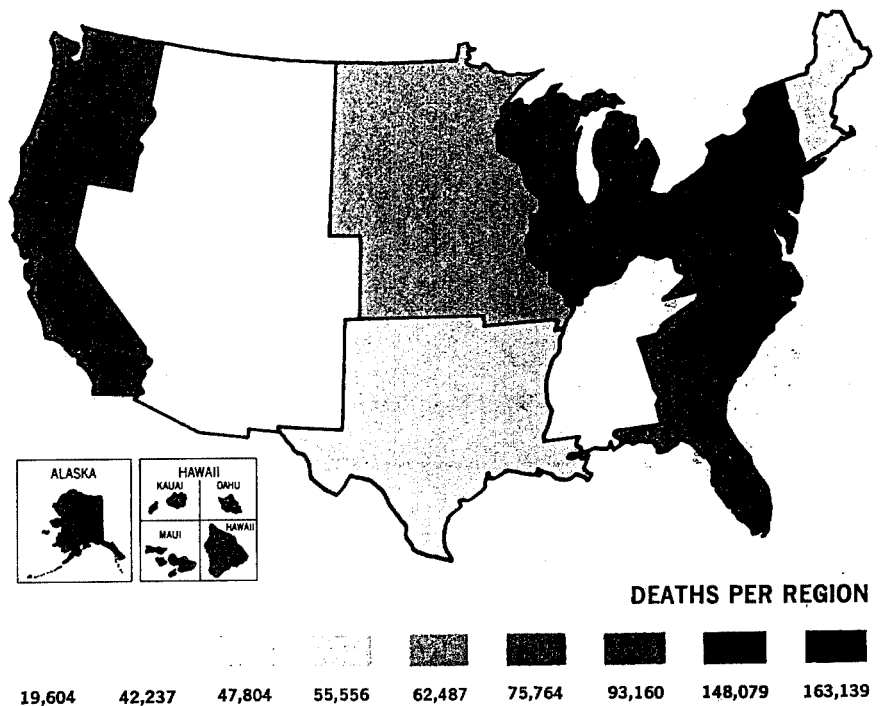 ALASKA
HAWAII
KAUAI OAHU
MAUI HAWAII
DEATHS PER REGION
19,604 42,237 47,804 55,556 62,487 75,764 93,160 148,079 163,139